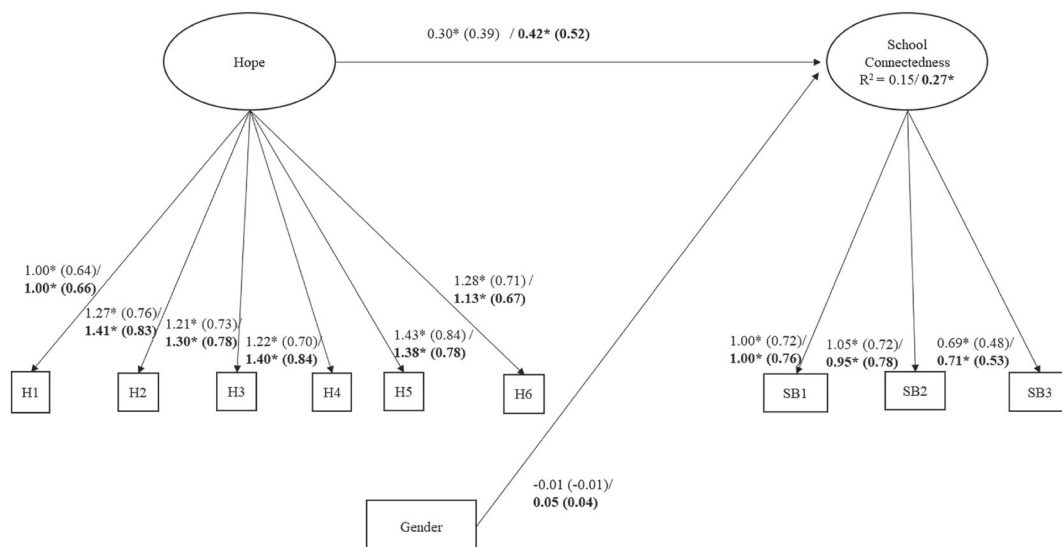 0.30* (0.39) / 0.42* (0.52)
Hope
School
Connectedness
R² = 0.15/ 0.27*
1.00* (0.64)/
1.00* (0.66)
1.27* (0.76)/
1.41* (0.83)
1.21* (0.73)/
1.30* (0.78)
1.22* (0.70)/
1.40* (0.84)
1.43* (0.84)/
1.38* (0.78)
1.28* (0.71)/
1.13* (0.67)
1.00* (0.72)/
1.00* (0.76)
1.05* (0.72)/
0.95* (0.78)
0.69* (0.48)/
0.71* (0.53)
H1
H2
H3
H4
H5
H6
SB1
SB2
SB3
-0.01 (-0.01)/
0.05 (0.04)
Gender